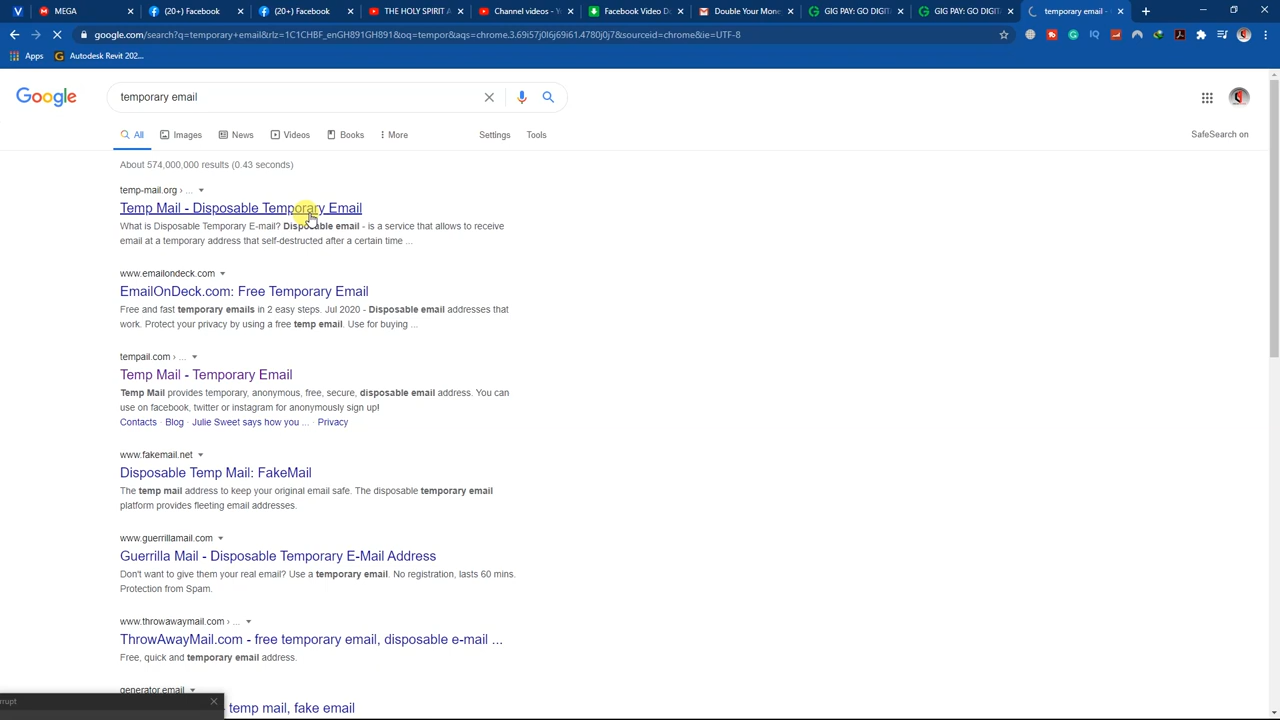 MEGA
(20+) Facebook
(20+) Facebook
THE HOLY SPIRIT A
Channel videos - Y
Facebook Video Do
Double Your Mone
GIG PAY: GO DIGIT
GIG PAY: GO DIGIT
temporary email -
google.com/search?q=temporary+email&rlz=1C1CHBF_enGH891GH891&oq=tempor&aqs=chrome.3.69i57j0l6j69i61.4780j0j7&sourceid=chrome&ie=UTF-8
Apps
Autodesk Revit 202...
Google
temporary email
All
Images
News
Videos
Books
More
Settings
Tools
SafeSearch on
About 574,000,000 results (0.43 seconds)
temp-mail.org › ...
Temp Mail - Disposable Temporary Email
What is Disposable Temporary E-mail? Disposable email - is a service that allows to receive
email at a temporary address that self-destructed after a certain time ...
www.emailondeck.com
EmailOnDeck.com: Free Temporary Email
Free and fast temporary emails in 2 easy steps. Jul 2020 - Disposable email addresses that
work. Protect your privacy by using a free temp email. Use for buying ...
tempail.com › ...
Temp Mail - Temporary Email
Temp Mail provides temporary, anonymous, free, secure, disposable email address. You can
use on facebook, twitter or instagram for anonymously sign up!
Contacts · Blog · Julie Sweet says how you ... · Privacy
www.fakemail.net
Disposable Temp Mail: FakeMail
The temp mail address to keep your original email safe. The disposable temporary email
platform provides fleeting email addresses.
www.guerrillamail.com
Guerrilla Mail - Disposable Temporary E-Mail Address
Don't want to give them your real email? Use a temporary email. No registration, lasts 60 mins.
Protection from Spam.
www.throwawaymail.com › ...
ThrowAwayMail.com - free temporary email, disposable e-mail ...
Free, quick and temporary email address.
generator.email
rrupt
temp mail, fake email